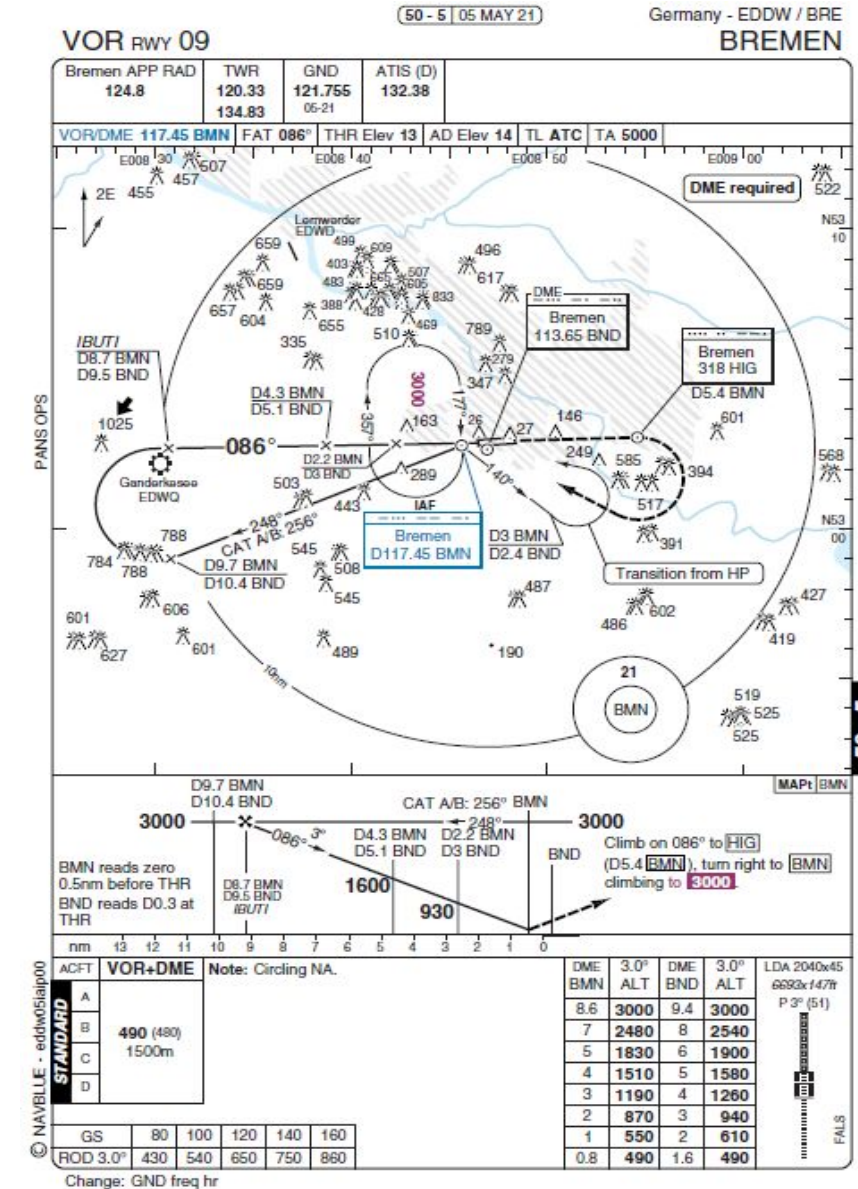 50 - 5 05 MAY 21
Germany - EDDW / BRE
VOR RWY 09
BREMEN
Bremen APP RAD
124.8
TWR
120.33
134.83
GND
121.755
05-21
ATIS (D)
132.38
VOR/DME 117.45 BMN FAT 086° THR Elev 13 AD Elev 14 TL ATC TA 5000
E008 30
E008 40
E008 50
E009 00
507
457
455
2E
DME required
522
N53
10
Lemwerder
EDWD
659
499
609
403
507
483
665
605
496
617
659
657
604
388
428
833
655
469
335
510
789
279
347
DME
Bremen
113.65 BND
Bremen
318 HIG
D5.4 BMN
IBUTI
D8.7 BMN
D9.5 BND
D4.3 BMN
D5.1 BND
3000
357°
177°
1025
163
26
27
146
601
086°
D2.2 BMN
D3 BND
289
249
585
394
568
Ganderkesee
EDWQ
503
443
140°
517
IAF
Bremen
D117.45 BMN
D3 BMN
D2.4 BND
N53
00
248°
CAT A/B: 256°
788
784
788
D9.7 BMN
D10.4 BND
545
508
545
391
Transition from HP
487
606
601
627
601
489
190
486
602
427
419
10nm
21
BMN
519
525
525
PANS OPS
MAPt BMN
D9.7 BMN
D10.4 BND
CAT A/B: 256° BMN
3000
248°
3000
086°
3°
D4.3 BMN
D5.1 BND
D2.2 BMN
D3 BND
BND
Climb on 086° to HIG
(D5.4 BMN), turn right to BMN
climbing to 3000.
BMN reads zero
0.5nm before THR
BND reads D0.3 at
THR
D8.7 BMN
D9.5 BND
IBUTI
1600
930
nm 13 12 11 10 9 8 7 6 5 4 3 2 1 0
ACFT VOR+DME Note: Circling NA.
STANDARD
A
B
C
D
490 (480)
1500m
GS 80 100 120 140 160
ROD 3.0° 430 540 650 750 860
DME BMN 3.0° ALT DME BND 3.0° ALT
8.6 3000 9.4 3000
7 2480 8 2540
5 1830 6 1900
4 1510 5 1580
3 1190 4 1260
2 870 3 940
1 550 2 610
0.8 490 1.6 490
LDA 2040x45
6693x147ft
P 3° (51)
FALS
© NAVBLUE - eddw05iaip00
Change: GND freq hr